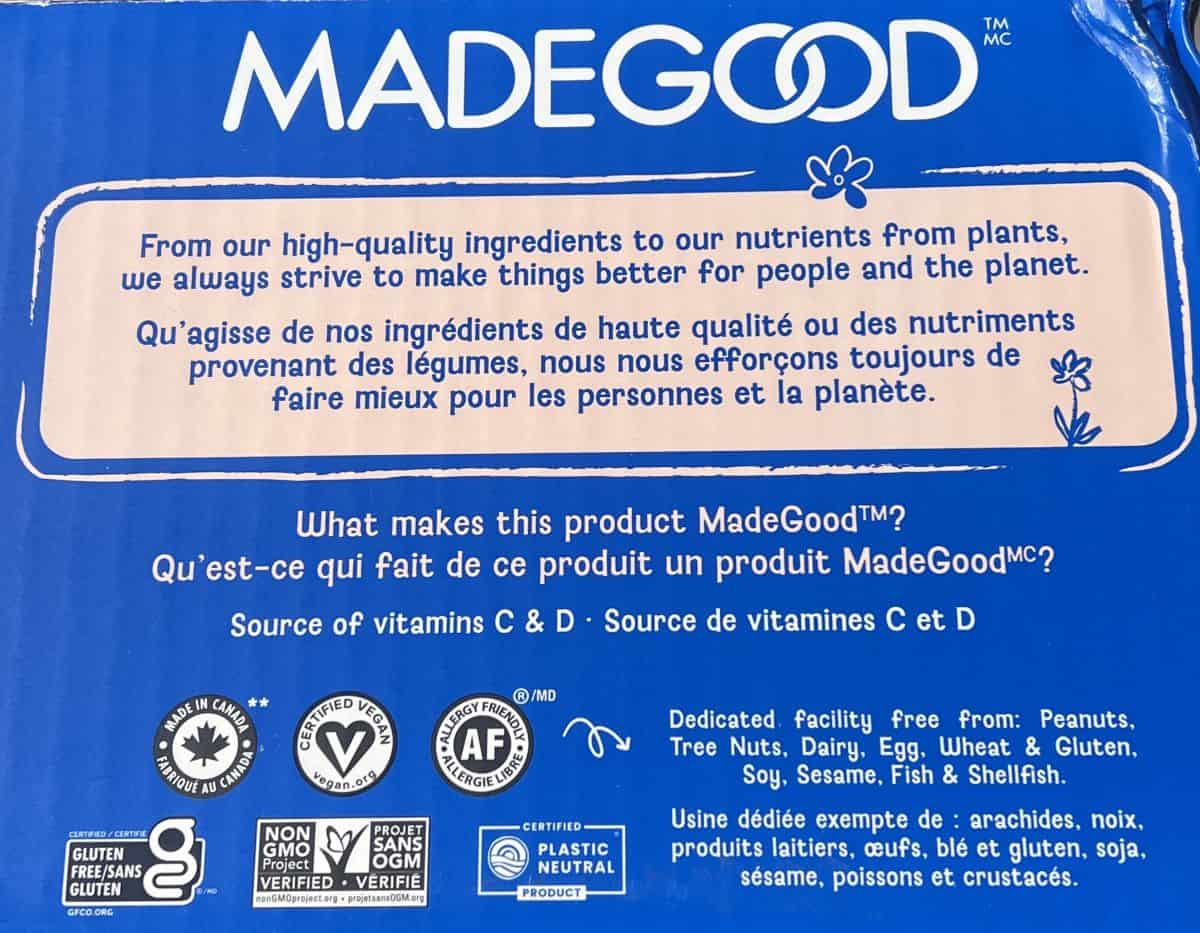 MADEGOOD TM
MC
From our high-quality ingredients to our nutrients from plants,
we always strive to make things better for people and the planet.
Qu'agisse de nos ingrédients de haute qualité ou des nutriments
provenant des légumes, nous nous efforçons toujours de
faire mieux pour les personnes et la planète.
What makes this product MadeGood™?
Qu'est-ce qui fait de ce produit un produit MadeGoodMC?
Source of vitamins C & D · Source de vitamines C et D
MADE IN CANADA **
FABRIQUÉ AU CANADA
CERTIFIED VEGAN
V
vegan.org
ALLERGY FRIENDLY ®/MD
AF
ALLERGIE LIBRE
Dedicated facility free from: Peanuts,
Tree Nuts, Dairy, Egg, Wheat & Gluten,
Soy, Sesame, Fish & Shellfish.
CERTIFIED / CERTIFIÉ
GLUTEN
FREE/SANS
GLUTEN
®/MD
GFCO.ORG
NON
GMO
Project
PROJET
SANS
OGM
VERIFIED • VÉRIFIÉ
nonGMOproject.org • projetsansOGM.org
CERTIFIED
PLASTIC
NEUTRAL
PRODUCT
Usine dédiée exempte de : arachides, noix,
produits laitiers, œufs, blé et gluten, soja,
sésame, poissons et crustacés.